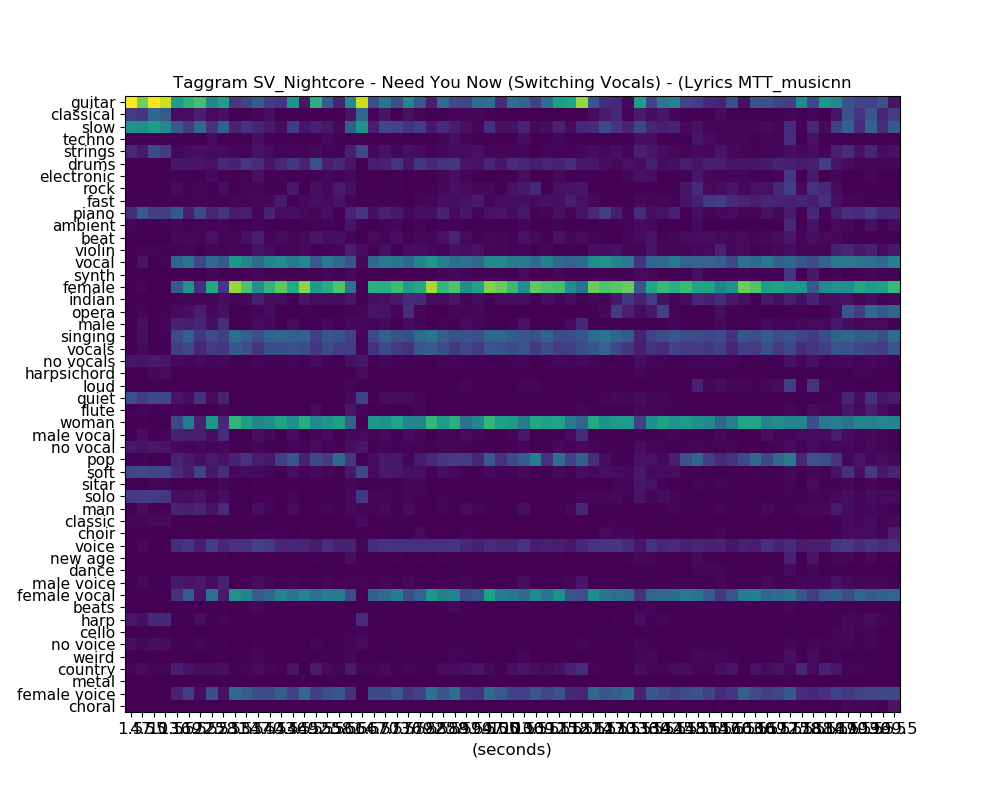 Taggram SV_Nightcore - Need You Now (Switching Vocals) - (Lyrics MTT_musicnn
guitar
classical
slow
techno
strings
drums
electronic
rock
fast
piano
ambient
beat
violin
vocal
synth
female
indian
opera
male
singing
vocals
no vocals
harpsichord
loud
quiet
flute
woman
male vocal
no vocal
pop
soft
sitar
solo
man
classic
choir
voice
new age
dance
male voice
female vocal
beats
harp
cello
no voice
weird
country
metal
female voice
choral
(seconds)